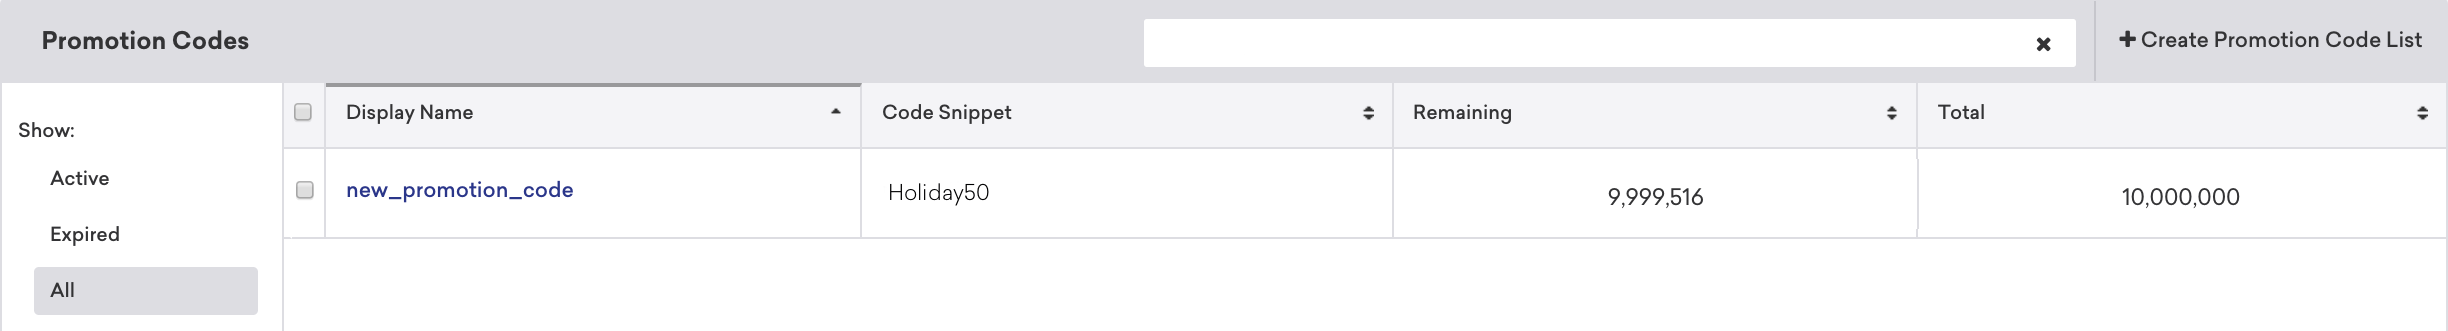 Promotion Codes
+ Create Promotion Code List
Show:
Active
Expired
All
Display Name Code Snippet Remaining Total
new_promotion_code Holiday50 9,999,516 10,000,000